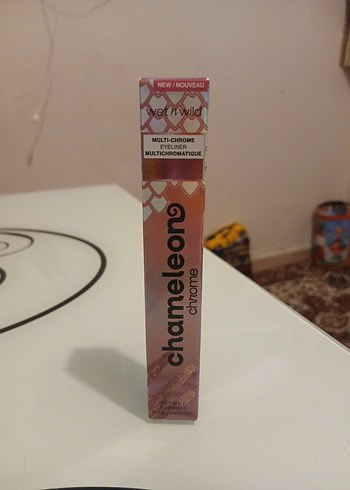 NEW / NOUVEAU
wet n wild
MULTI-CHROME
EYELINER
MULTICHROMATIQUE
chameleon
chrome